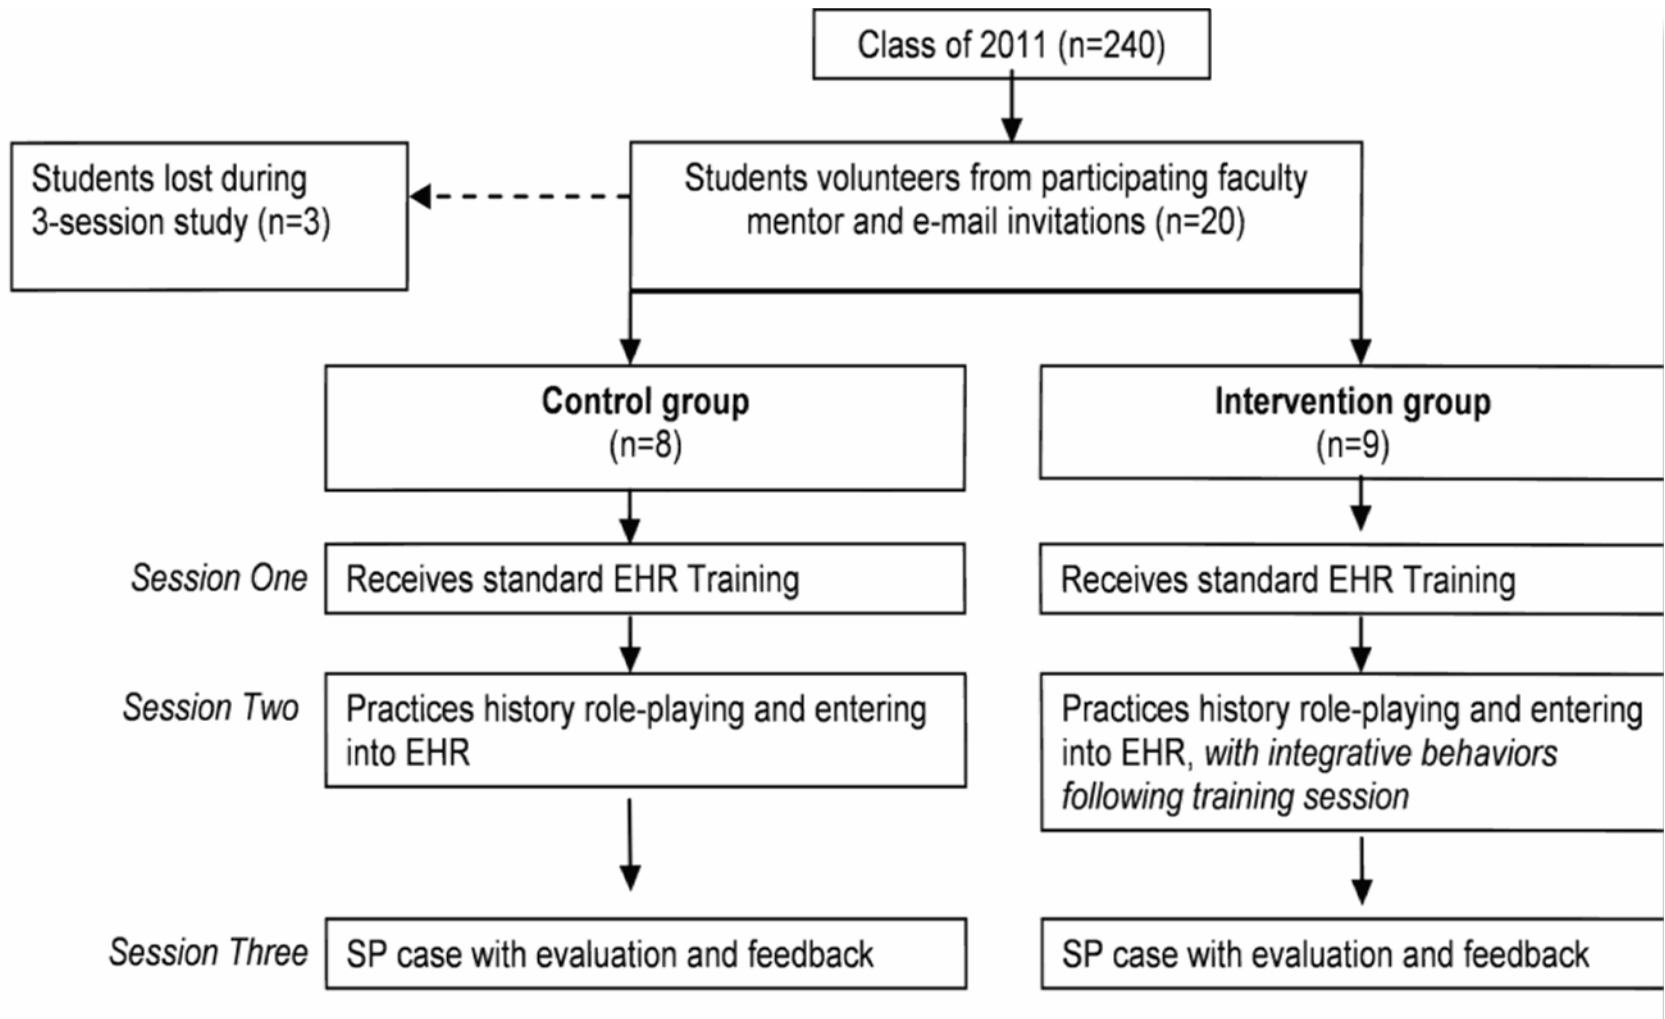 Class of 2011 (n=240)
Students lost during
3-session study (n=3)
Students volunteers from participating faculty
mentor and e-mail invitations (n=20)
Control group
(n=8)
Intervention group
(n=9)
Session One
Receives standard EHR Training
Receives standard EHR Training
Session Two
Practices history role-playing and entering
into EHR
Practices history role-playing and entering
into EHR, with integrative behaviors
following training session
Session Three
SP case with evaluation and feedback
SP case with evaluation and feedback